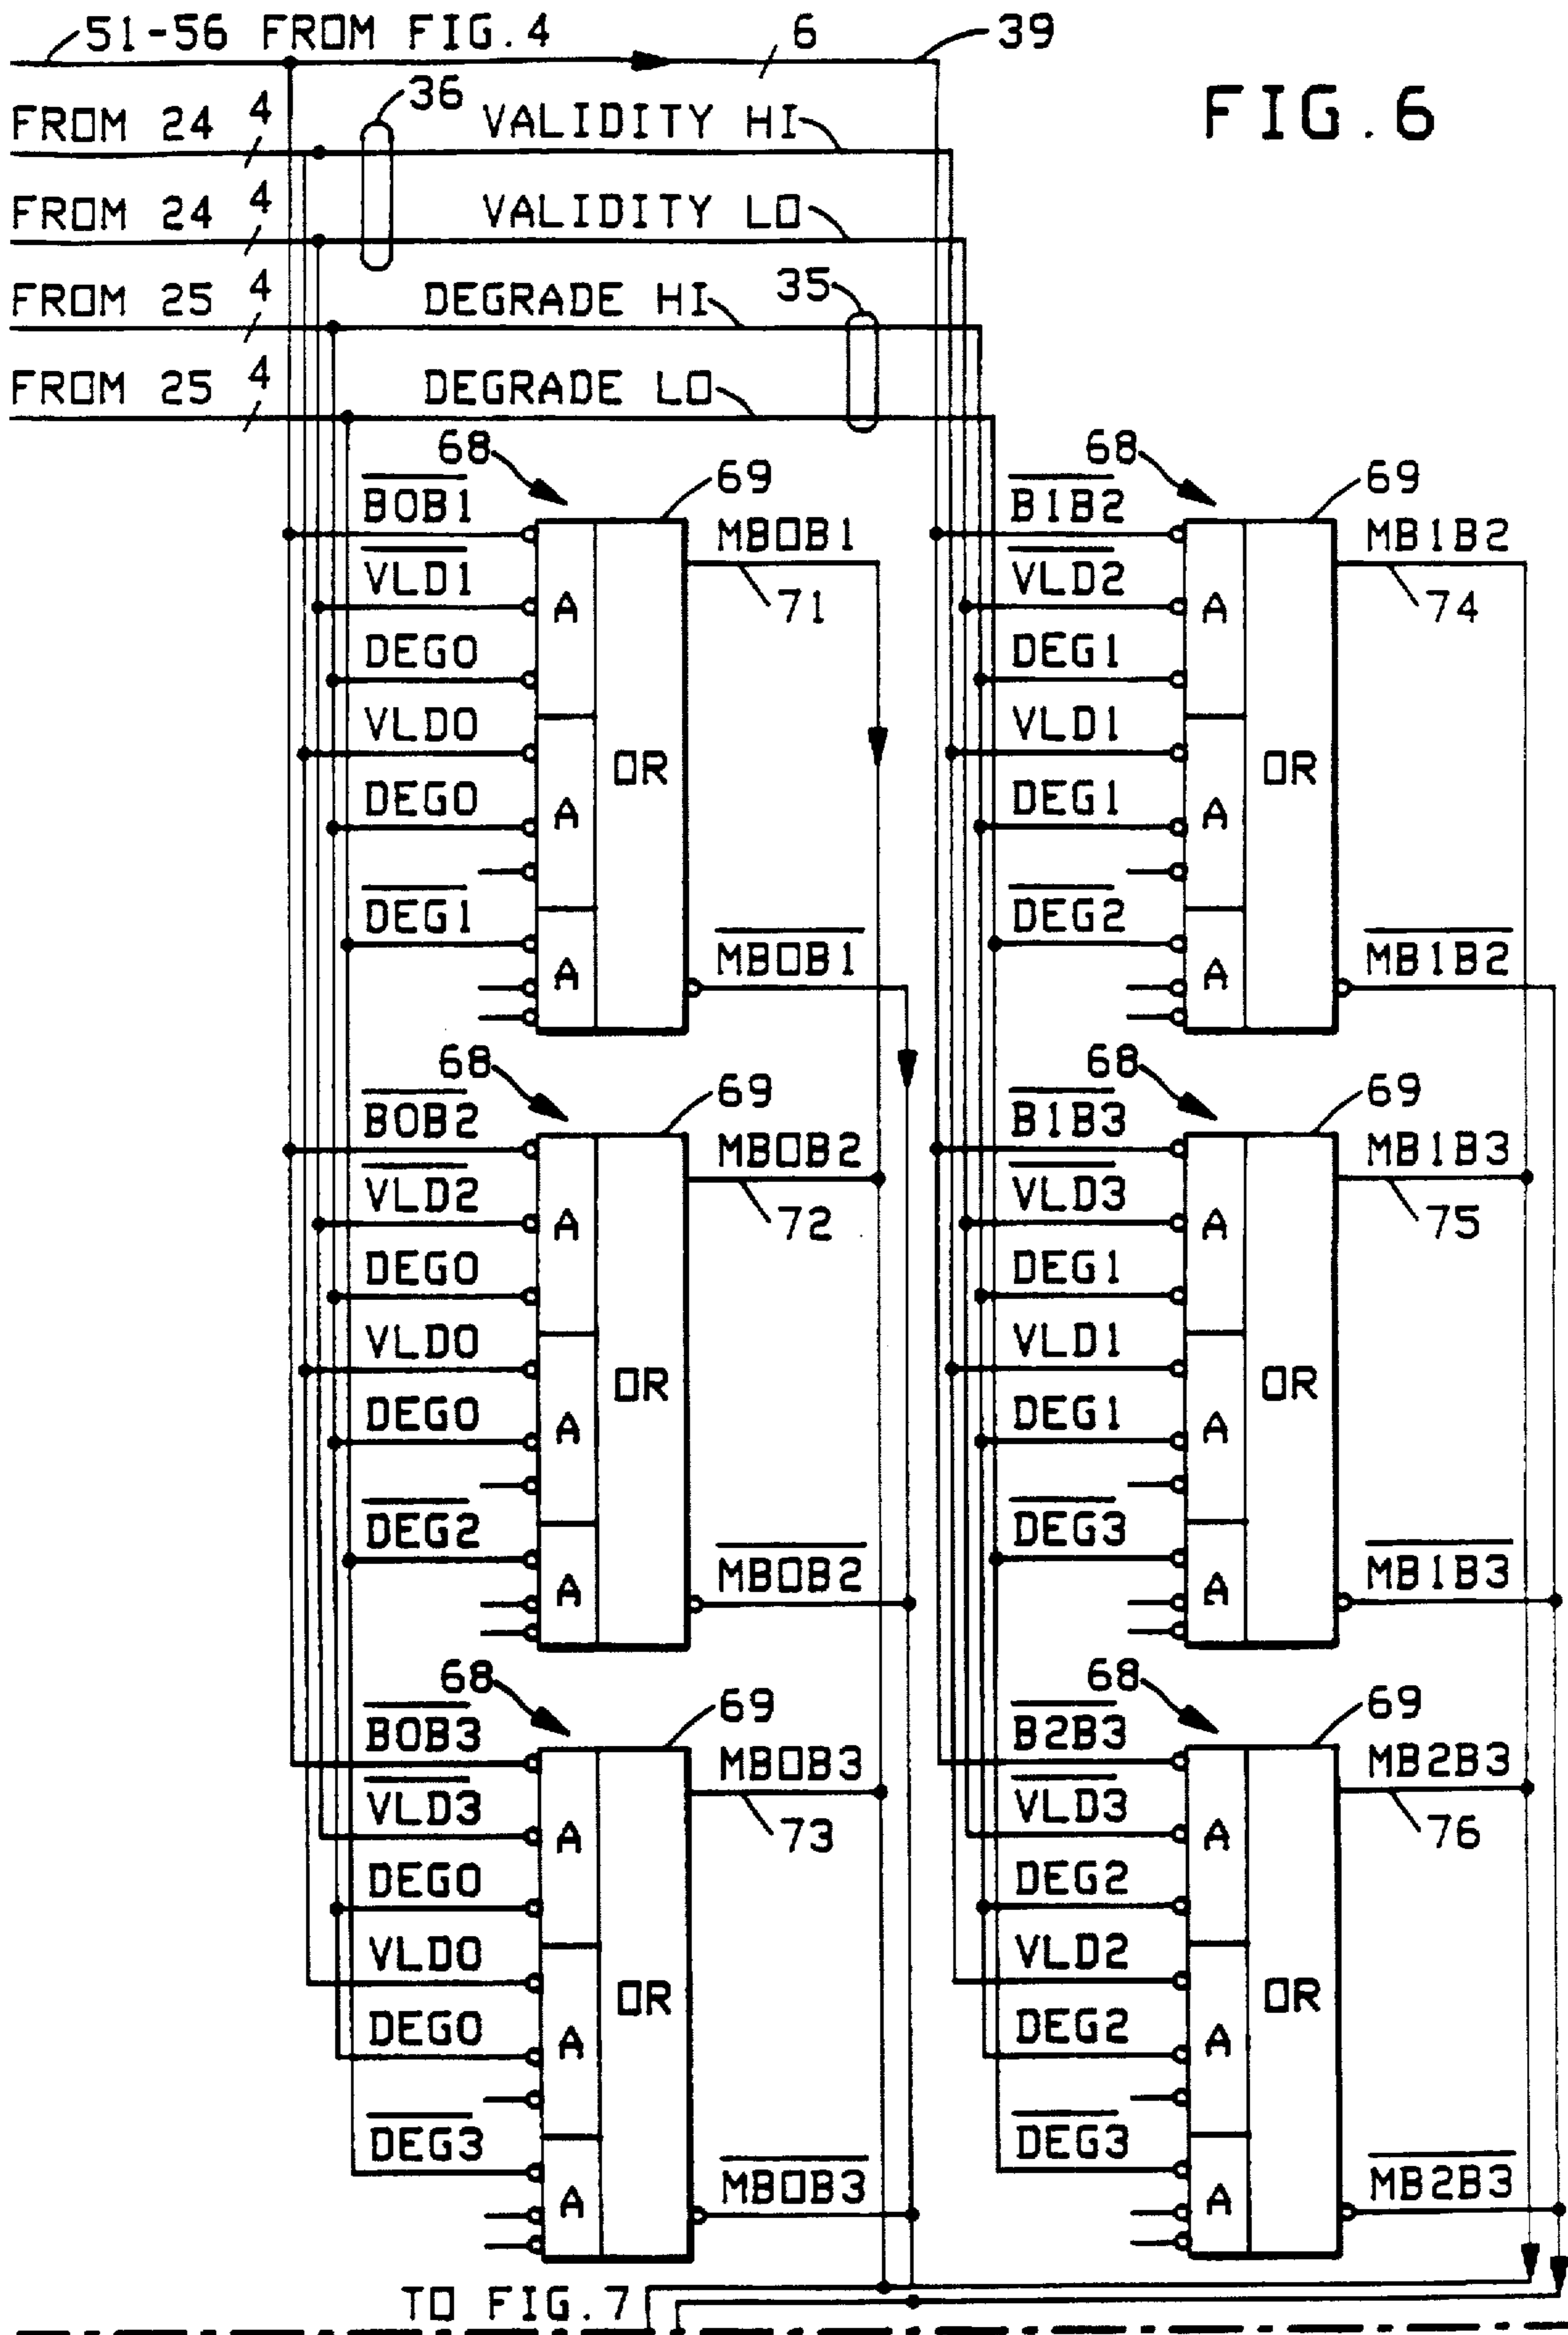 51-56 FROM FIG.4
6
39
FIG.6
FROM 24 4
36
VALIDITY HI
FROM 24 4
VALIDITY LO
FROM 25 4
DEGRADE HI
35
FROM 25 4
DEGRADE LO
68
69
B0B1
MB0B1
VLD1
71
A
DEG0
VLD0
OR
DEG0
A
DEG1
MB0B1
A
68
69
B1B2
MB1B2
VLD2
74
A
DEG1
VLD1
OR
DEG1
A
DEG2
MB1B2
A
68
69
B0B2
MB0B2
VLD2
72
A
DEG0
VLD0
OR
DEG0
A
DEG2
MB0B2
A
68
69
B1B3
MB1B3
VLD3
75
A
DEG1
VLD1
OR
DEG1
A
DEG3
MB1B3
A
68
69
B0B3
MB0B3
VLD3
73
A
DEG0
VLD0
OR
DEG0
A
DEG3
MB0B3
A
68
69
B2B3
MB2B3
VLD3
76
A
DEG2
VLD2
OR
DEG2
A
DEG3
MB2B3
A
TO FIG.7